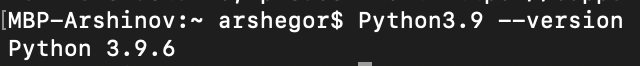 [MBP-Arshinov:~ arshegor$ Python3.9 --version
Python 3.9.6